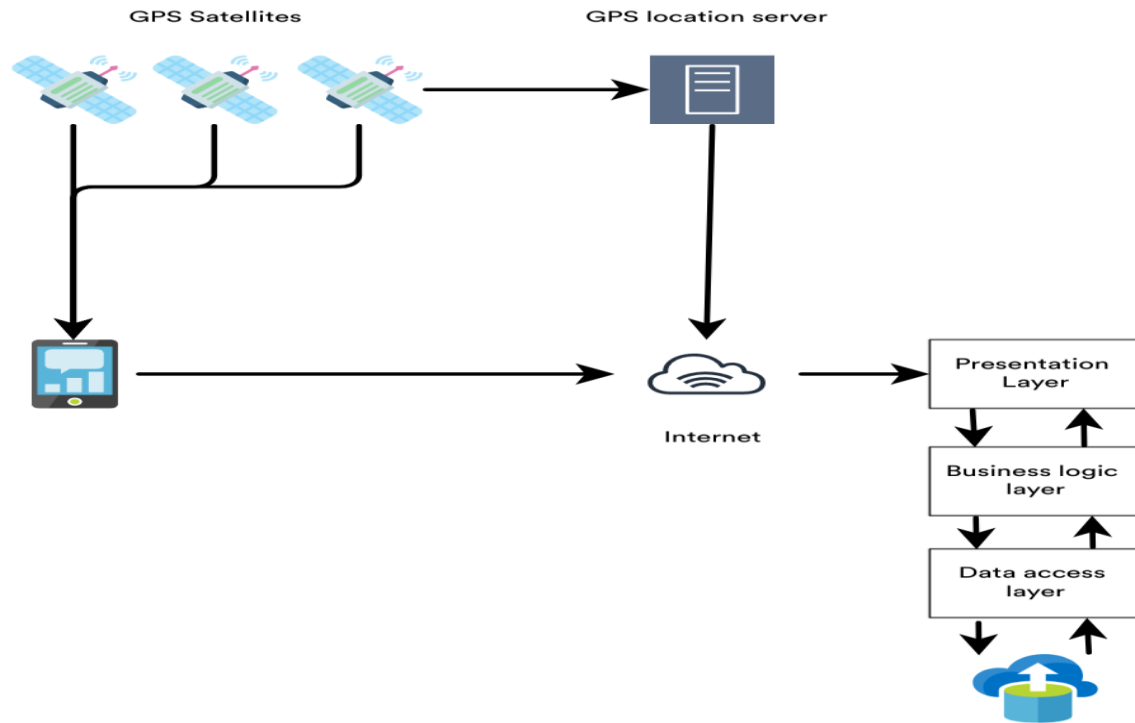 GPS Satellites
GPS location server
Internet
Presentation
Layer
Business logic
layer
Data access
layer